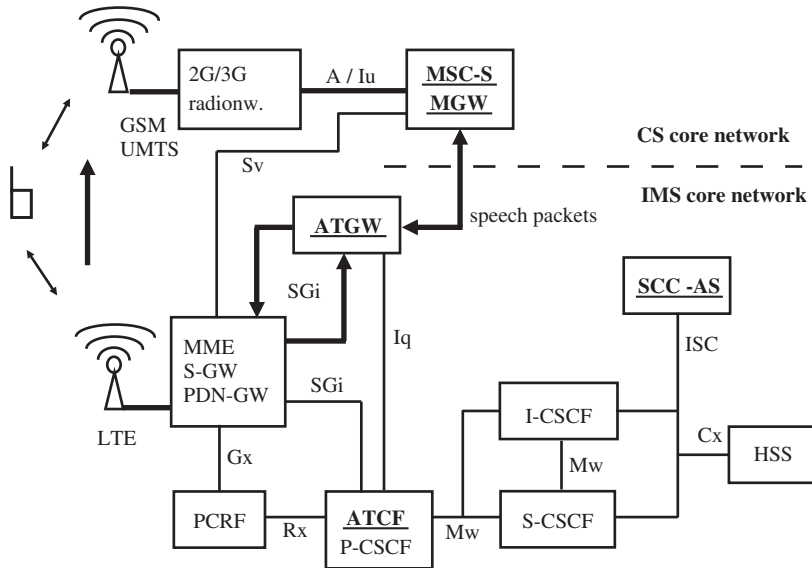 2G/3G
radionw.
A / Iu
MSC-S
MGW
GSM
UMTS
Sv
CS core network
IMS core network
ATGW
speech packets
SGi
SCC -AS
MME
S-GW
PDN-GW
SGi
Iq
ISC
LTE
I-CSCF
Gx
Mw
Cx
HSS
PCRF
Rx
ATCF
P-CSCF
Mw
S-CSCF